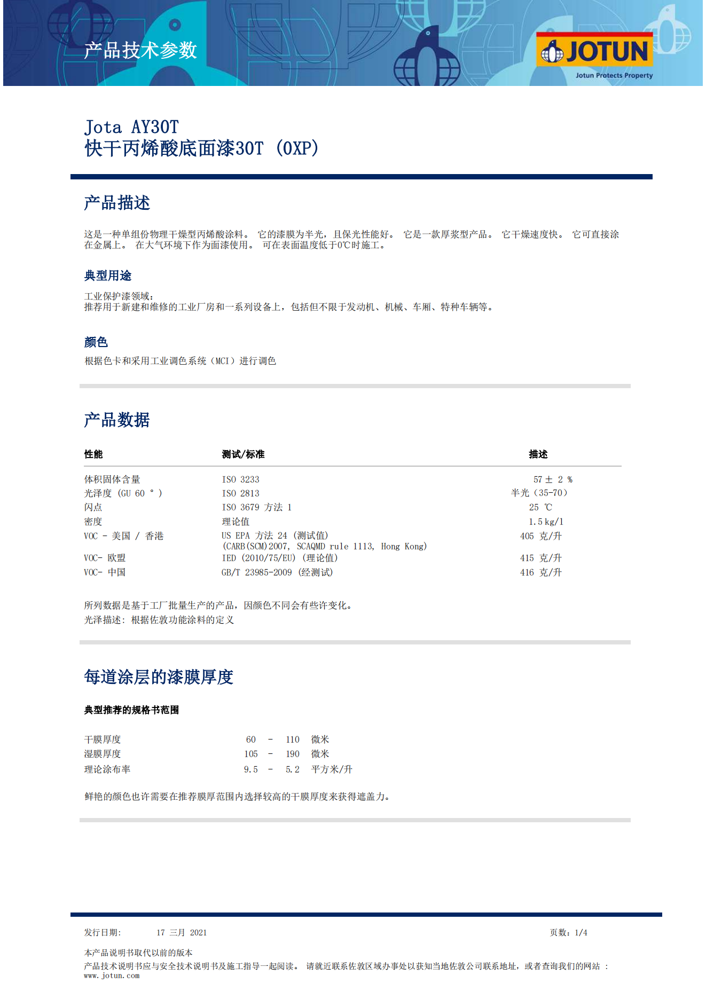 产品技术参数
JOTUN
Jotun Protects Property
Jota AY30T
快干丙烯酸底面漆30T (OXP)
产品描述
这是一种单组份物理干燥型丙烯酸涂料。 它的漆膜为半光，且保光性能好。 它是一款厚浆型产品。 它干燥速度快。 它可直接涂
在金属上。 在大气环境下作为面漆使用。 可在表面温度低于0℃时施工。
典型用途
工业保护漆领域：
推荐用于新建和维修的工业厂房和一系列设备上，包括但不限于发动机、机械、车厢、特种车辆等。
颜色
根据色卡和采用工业调色系统（MCI）进行调色
产品数据
性能 测试/标准 描述
体积固体含量 ISO 3233 57 ± 2 %
光泽度 (GU 60 °) ISO 2813 半光（35-70）
闪点 ISO 3679 方法 1 25 ℃
密度 理论值 1.5 kg/l
VOC - 美国 / 香港 US EPA 方法 24 (测试值) 405 克/升
(CARB(SCM)2007, SCAQMD rule 1113, Hong Kong)
VOC- 欧盟 IED (2010/75/EU) (理论值) 415 克/升
VOC- 中国 GB/T 23985-2009 (经测试) 416 克/升
所列数据是基于工厂批量生产的产品，因颜色不同会有些许变化。
光泽描述: 根据佐敦功能涂料的定义
每道涂层的漆膜厚度
典型推荐的规格书范围
干膜厚度 60 - 110 微米
湿膜厚度 105 - 190 微米
理论涂布率 9.5 - 5.2 平方米/升
鲜艳的颜色也许需要在推荐膜厚范围内选择较高的干膜厚度来获得遮盖力。
发行日期: 17 三月 2021 页数：1/4
本产品说明书取代以前的版本
产品技术说明书应与安全技术说明书及施工指导一起阅读。 请就近联系佐敦区域办事处以获知当地佐敦公司联系地址，或者查询我们的网站 :
www.jotun.com